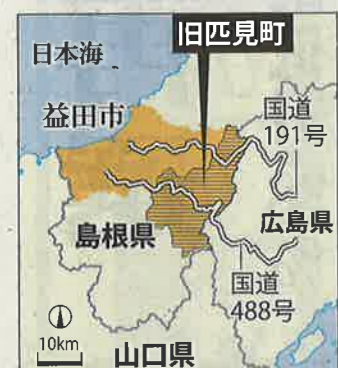 旧匹見町
日本海
益田市
国道
191号
広島県
島根県
国道
488号
10km
山口県